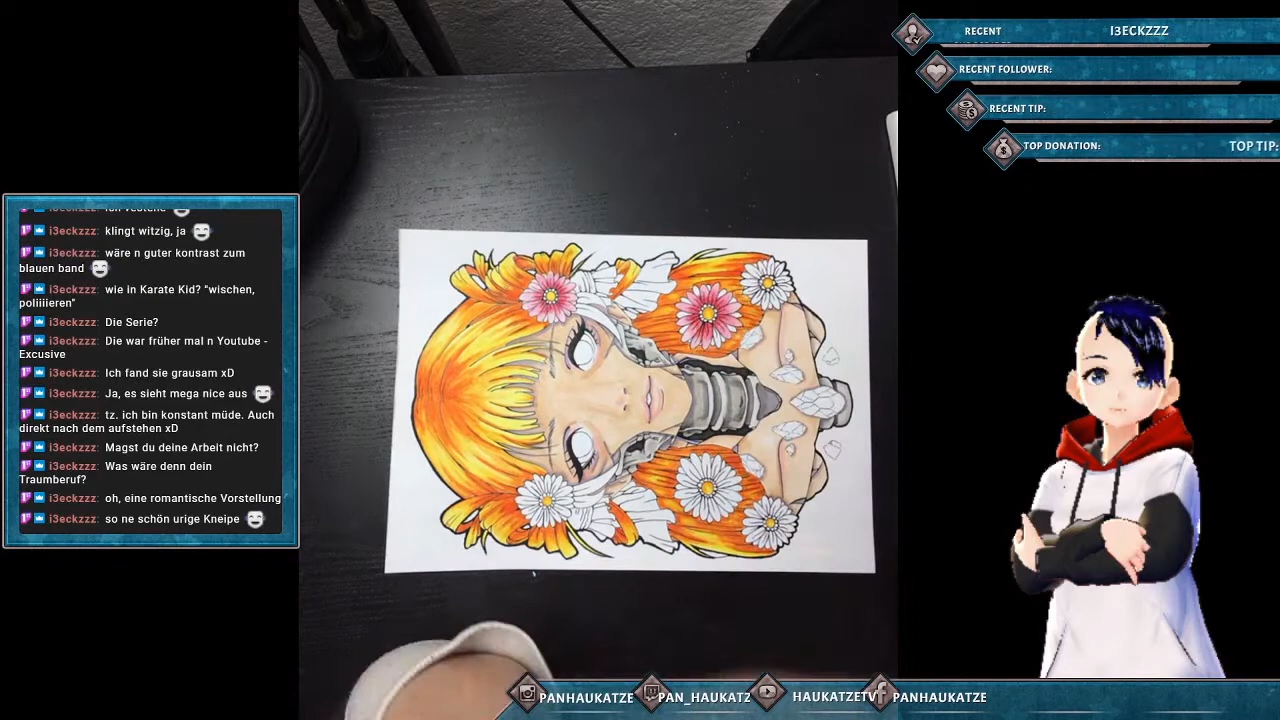 i3eckzzz:
i3eckzzz: klingt witzig, ja
i3eckzzz: wäre n guter kontrast zum
blauen band
i3eckzzz: wie in Karate Kid? "wischen,
poliiiieren"
i3eckzzz: Die Serie?
i3eckzzz: Die war früher mal n Youtube -
Excusive
i3eckzzz: Ich fand sie grausam xD
i3eckzzz: Ja, es sieht mega nice aus
i3eckzzz: tz. ich bin konstant müde. Auch
direkt nach dem aufstehen xD
i3eckzzz: Magst du deine Arbeit nicht?
i3eckzzz: Was wäre denn dein
Traumberuf?
i3eckzzz: oh, eine romantische Vorstellung
i3eckzzz: so ne schön urige Kneipe
RECENT I3ECKZZZ
RECENT FOLLOWER:
RECENT TIP:
TOP DONATION: TOP TIP:
PANHAUKATZE PAN_HAUKATZ HAUKATZETV PANHAUKATZE